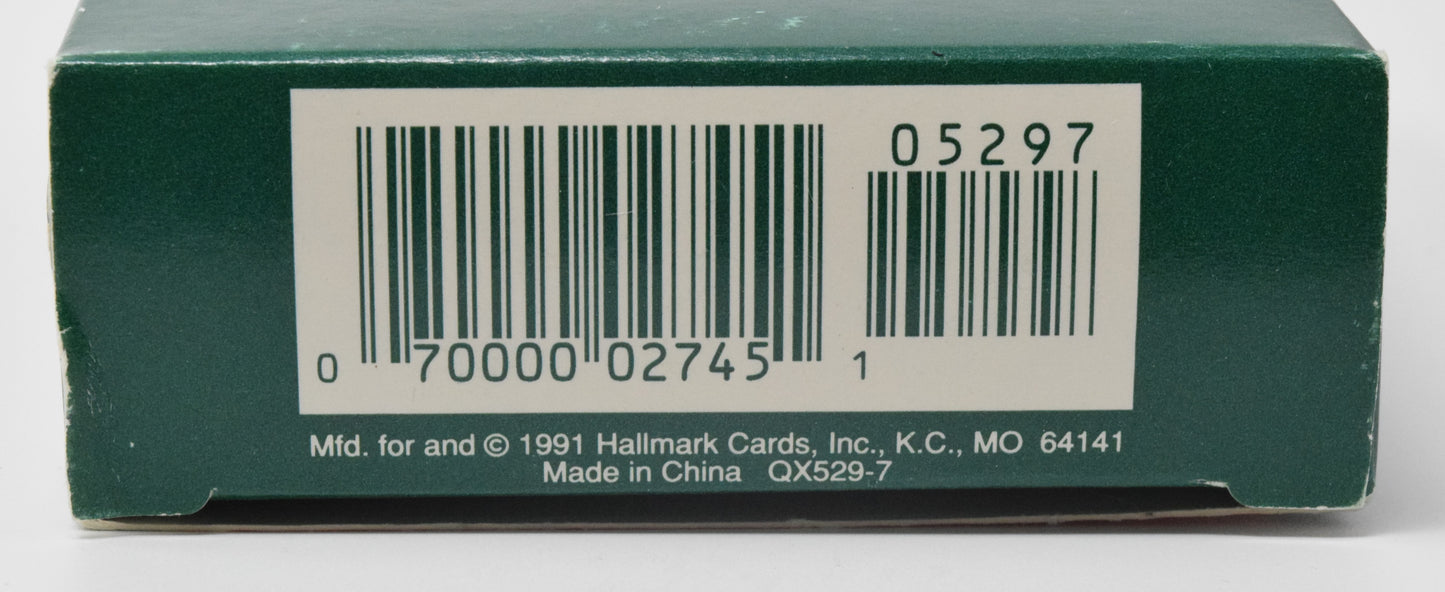 05297
0 70000 02745 1
Mfd. for and © 1991 Hallmark Cards, Inc., K.C., MO 64141
Made in China QX529-7